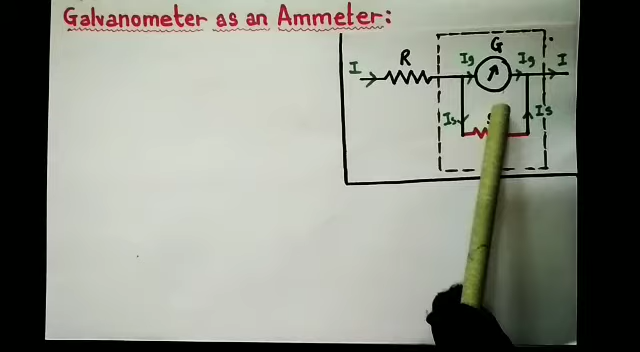 Galvanometer as an Ammeter:
G
I R Ig Ig I
Is Is